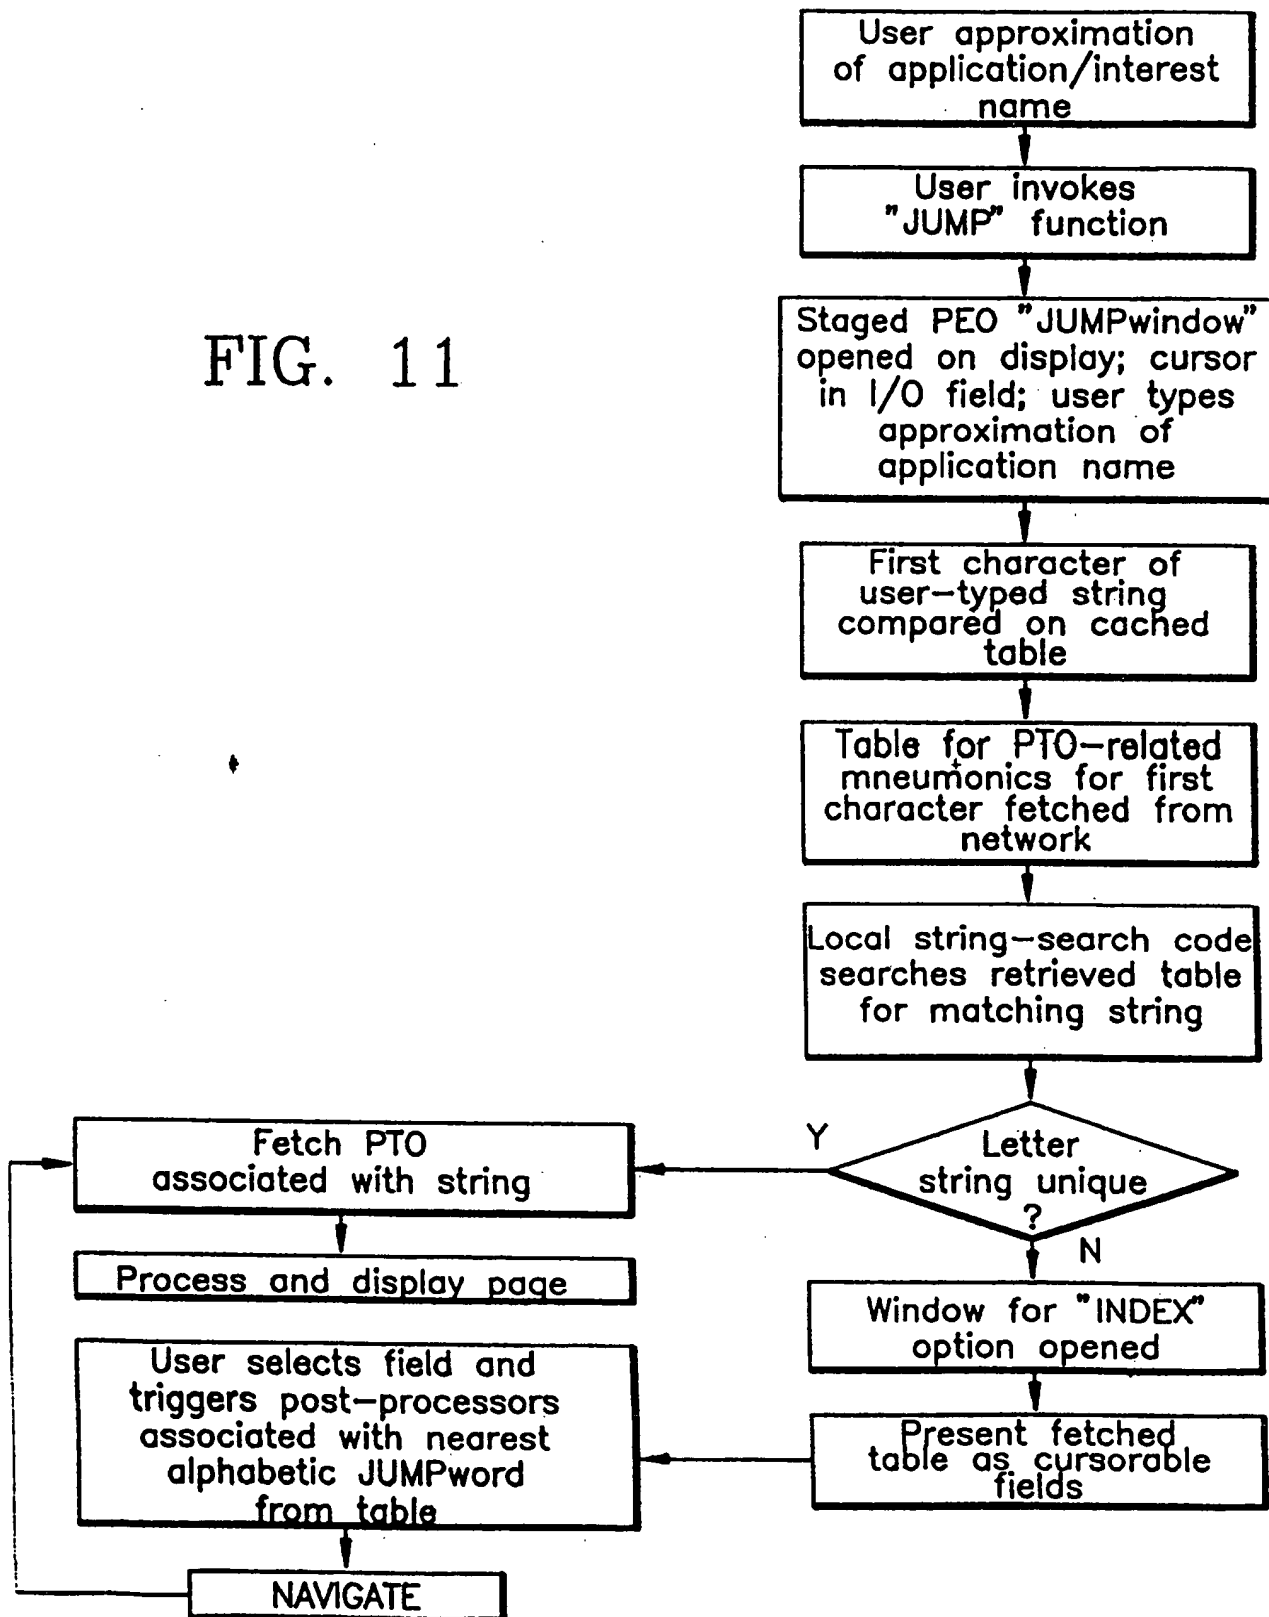 User approximation
of application/interest
name
User invokes
"JUMP" function
FIG. 11
Staged PEO "JUMPwindow"
opened on display; cursor
in I/O field; user types
approximation of
application name
First character of
user-typed string
compared on cached
table
Table for PTO-related
mneumonics for first
character fetched from
network
Local string-search code
searches retrieved table
for matching string
Letter
string unique
?
Y
N
Fetch PTO
associated with string
Process and display page
Window for "INDEX"
option opened
Present fetched
table as cursorable
fields
User selects field and
triggers post-processors
associated with nearest
alphabetic JUMPword
from table
NAVIGATE